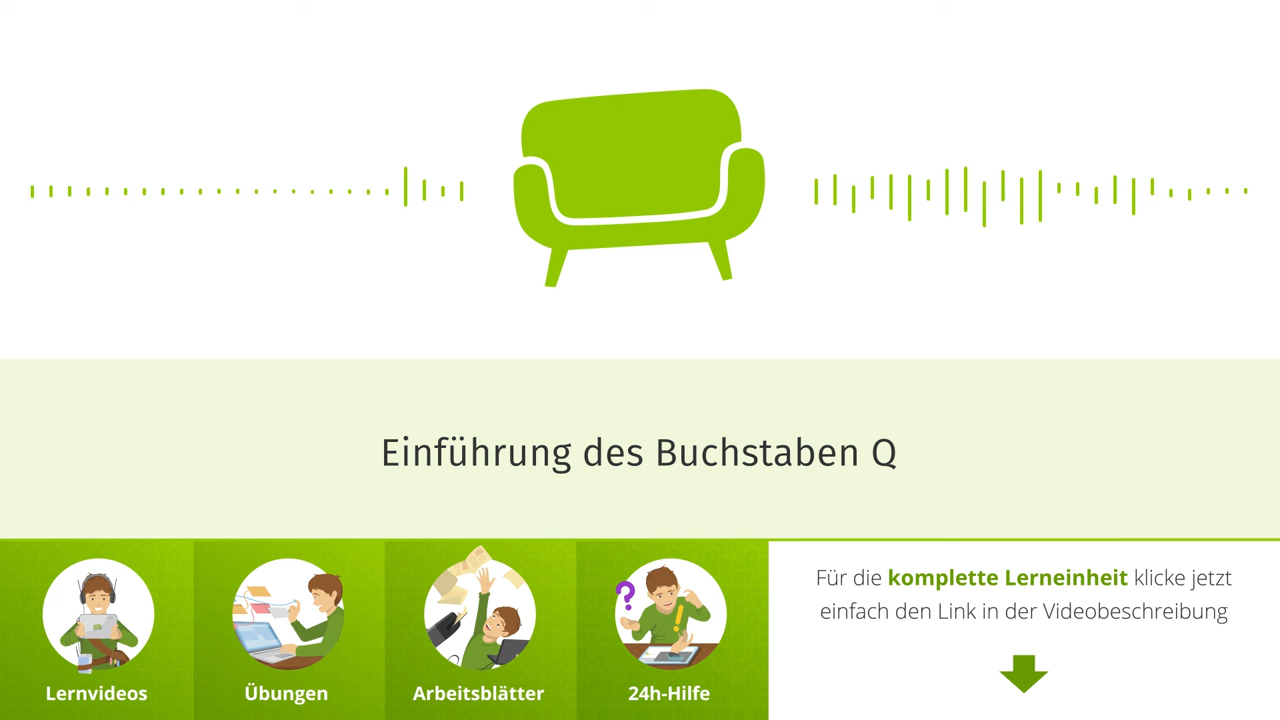 Einführung des Buchstaben Q
Lernvideos
Übungen
Arbeitsblätter
24h-Hilfe
Für die komplette Lerneinheit klicke jetzt
einfach den Link in der Videobeschreibung